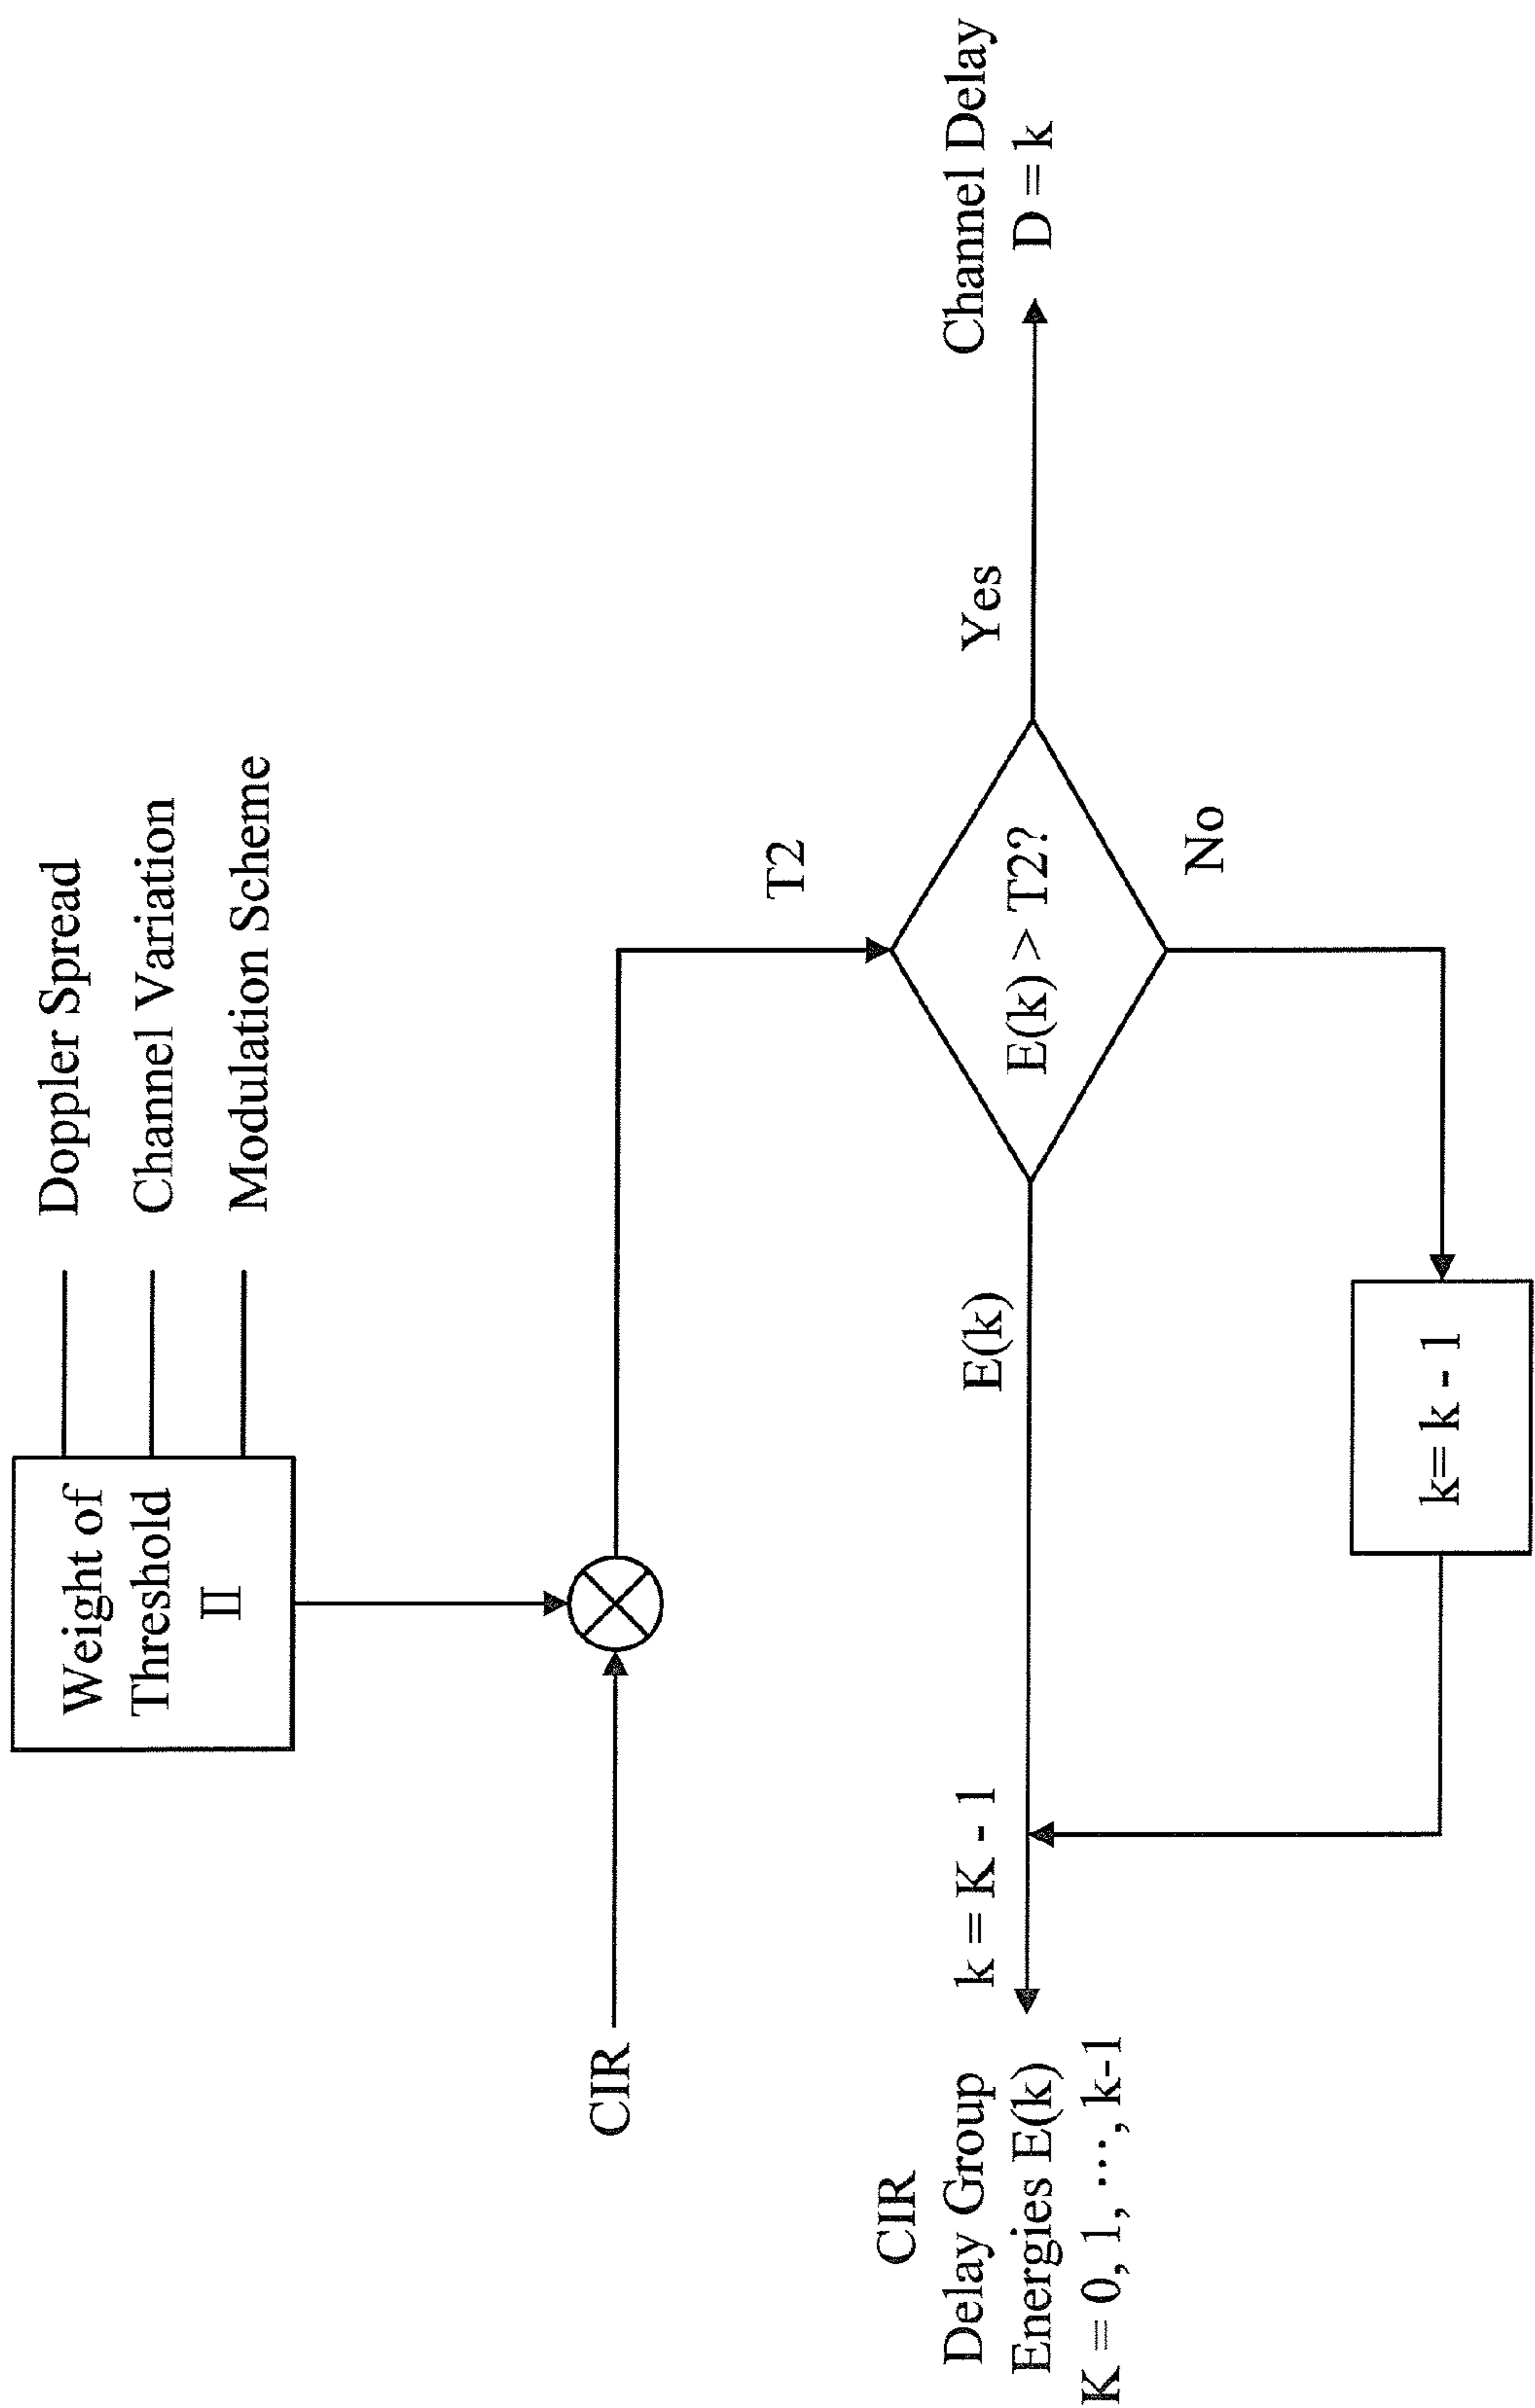 Doppler Spread
Channel Variation
Modulation Scheme
Weight of
Threshold
II
CIR
T2
CIR
Delay Group
Energies E(k)
K = 0, 1, ···, k-1
k = K - 1
E(k)
E(k) > T2?
Yes
Channel Delay
D = k
No
k= k - 1